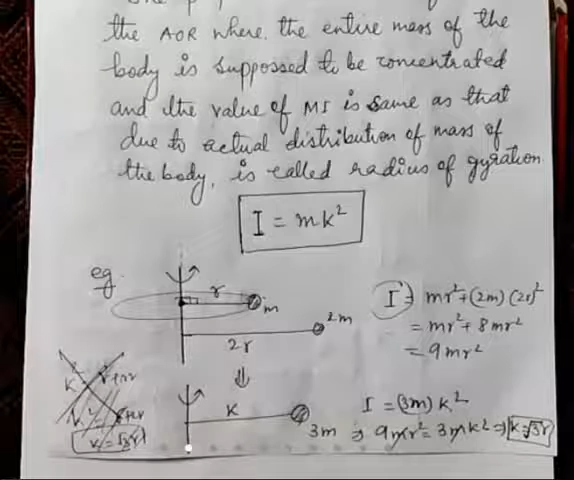 the AOR where the entire mass of the
body is supposed to be concentrated
and the value of MI is same as that
due to actual distribution of mass of
the body, is called radius of gyration.
I = mk²
eg.
r
m
2m
2r
I = mr² + (2m) (2r)²
= mr² + 8mr²
= 9mr²
K
3m
I = (3m) k²
⇒ 9mr² = 3mk² ⇒ k = √3r